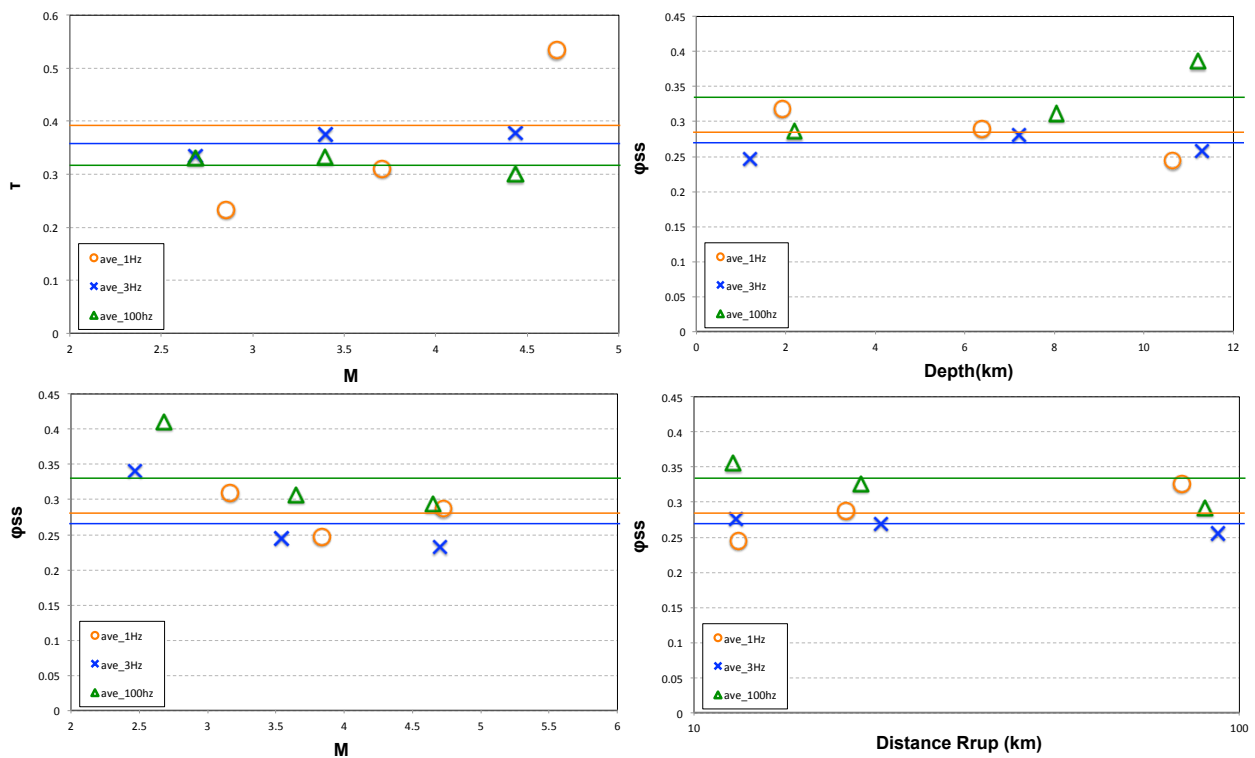 0.6
0.5
0.4
0.3
0.2
0.1
0
τ
ave_1Hz
ave_3Hz
ave_100hz
2 2.5 3 3.5 4 4.5 5
M
0.45
0.4
0.35
0.3
0.25
0.2
0.15
0.1
0.05
0
φss
ave_1Hz
ave_3Hz
ave_100hz
0 2 4 6 8 10 12
Depth(km)
0.45
0.4
0.35
0.3
0.25
0.2
0.15
0.1
0.05
0
φss
ave_1Hz
ave_3Hz
ave_100hz
2 2.5 3 3.5 4 4.5 5 5.5 6
M
0.45
0.4
0.35
0.3
0.25
0.2
0.15
0.1
0.05
0
φss
ave_1Hz
ave_3Hz
ave_100hz
10 100
Distance Rrup (km)